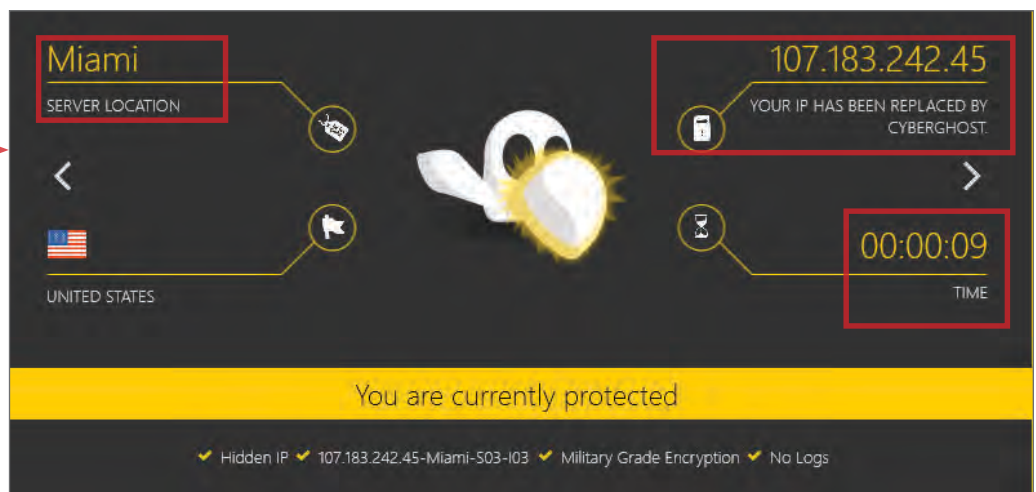 Miami
SERVER LOCATION
107.183.242.45
YOUR IP HAS BEEN REPLACED BY
CYBERGHOST.
UNITED STATES
00:00:09
TIME
You are currently protected
Hidden IP 107.183.242.45-Miami-S03-I03 Military Grade Encryption No Logs